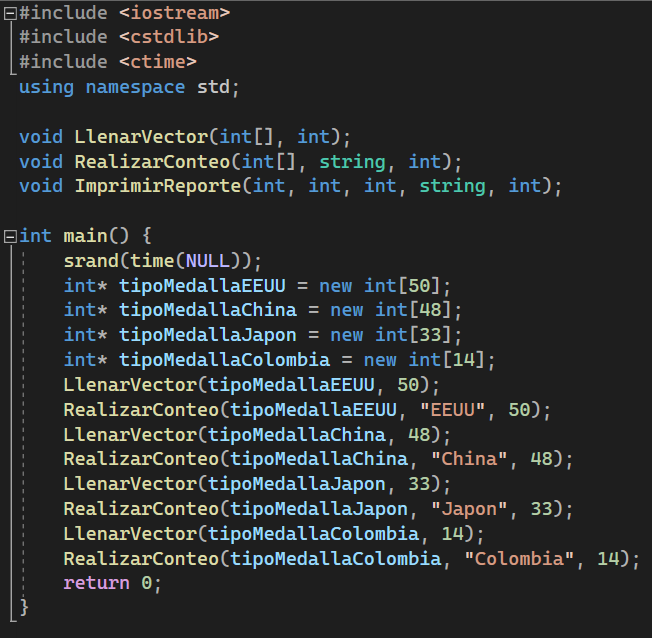 #include <iostream>
#include <cstdlib>
#include <ctime>
using namespace std;

void LlenarVector(int[], int);
void RealizarConteo(int[], string, int);
void ImprimirReporte(int, int, int, string, int);

int main() {
    srand(time(NULL));
    int* tipoMedallaEEUU = new int[50];
    int* tipoMedallaChina = new int[48];
    int* tipoMedallaJapon = new int[33];
    int* tipoMedallaColombia = new int[14];
    LlenarVector(tipoMedallaEEUU, 50);
    RealizarConteo(tipoMedallaEEUU, "EEUU", 50);
    LlenarVector(tipoMedallaChina, 48);
    RealizarConteo(tipoMedallaChina, "China", 48);
    LlenarVector(tipoMedallaJapon, 33);
    RealizarConteo(tipoMedallaJapon, "Japon", 33);
    LlenarVector(tipoMedallaColombia, 14);
    RealizarConteo(tipoMedallaColombia, "Colombia", 14);
    return 0;
}